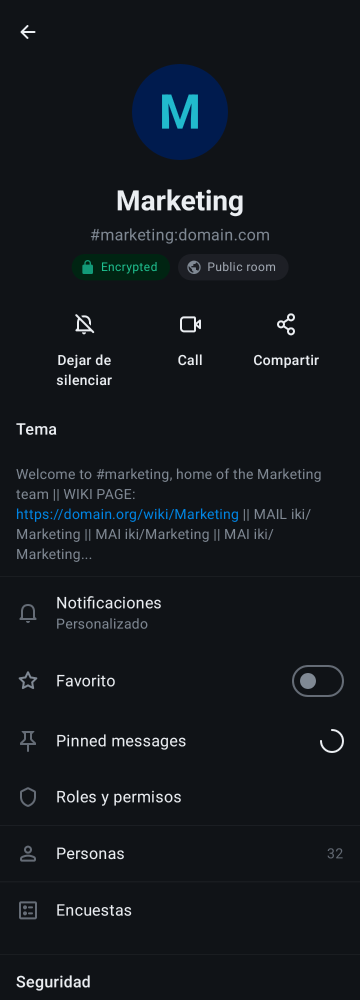 M
Marketing
#marketing:domain.com
Encrypted
Public room
Dejar de
silenciar
Call
Compartir
Tema
Welcome to #marketing, home of the Marketing
team || WIKI PAGE:
https://domain.org/wiki/Marketing || MAIL iki/
Marketing || MAI iki/Marketing || MAI iki/
Marketing...
Notificaciones
Personalizado
Favorito
Pinned messages
Roles y permisos
Personas
32
Encuestas
Seguridad